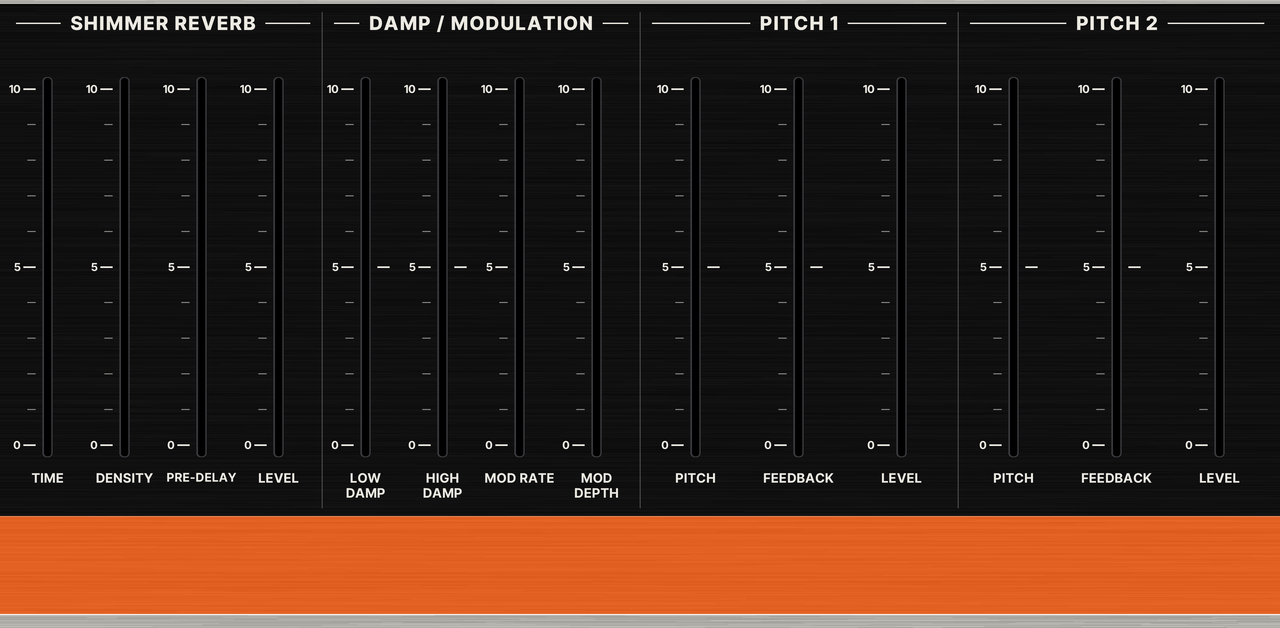 SHIMMER REVERB DAMP / MODULATION PITCH 1 PITCH 2
10 10 10 10 10 10 10 10 10 10 10 10 10 10
5 5 5 5 5 5 5 5 5 5 5 5 5 5
0 0 0 0 0 0 0 0 0 0 0 0 0 0
TIME DENSITY PRE-DELAY LEVEL LOW DAMP HIGH DAMP MOD RATE MOD DEPTH PITCH FEEDBACK LEVEL PITCH FEEDBACK LEVEL